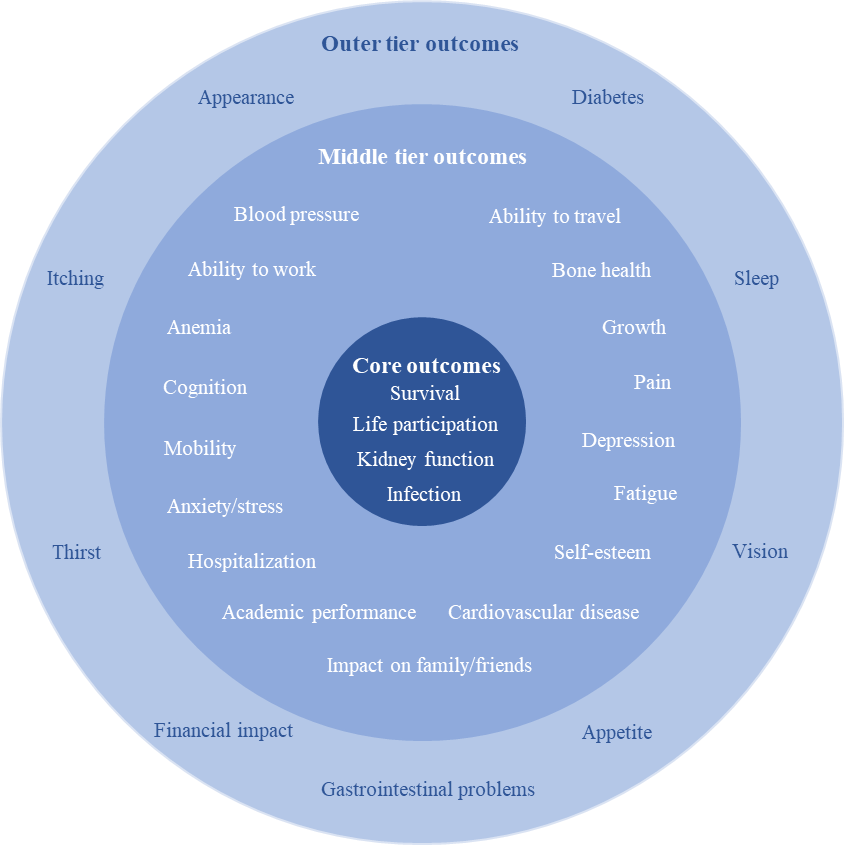 Outer tier outcomes
Appearance
Diabetes
Itching
Sleep
Thirst
Vision
Financial impact
Appetite
Gastrointestinal problems
Middle tier outcomes
Blood pressure
Ability to travel
Ability to work
Bone health
Anemia
Growth
Cognition
Pain
Mobility
Depression
Anxiety/stress
Fatigue
Hospitalization
Self-esteem
Academic performance
Cardiovascular disease
Impact on family/friends
Core outcomes
Survival
Life participation
Kidney function
Infection